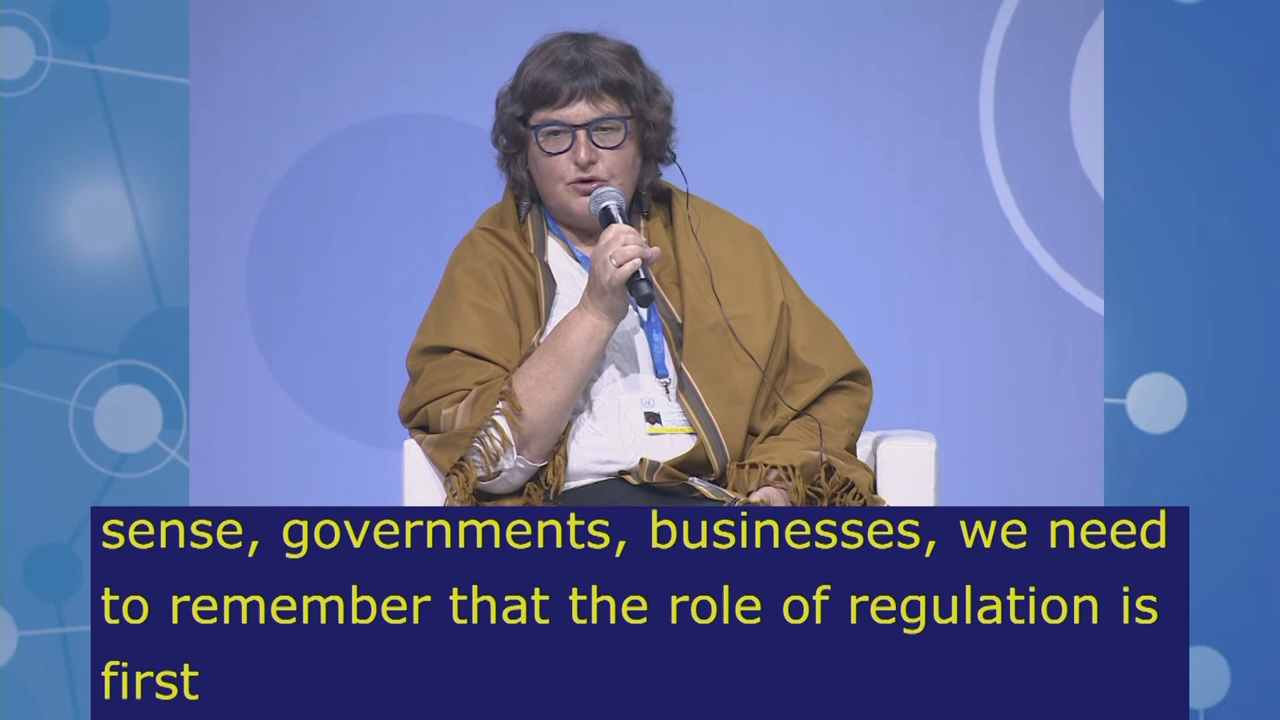 sense, governments, businesses, we need
to remember that the role of regulation is
first